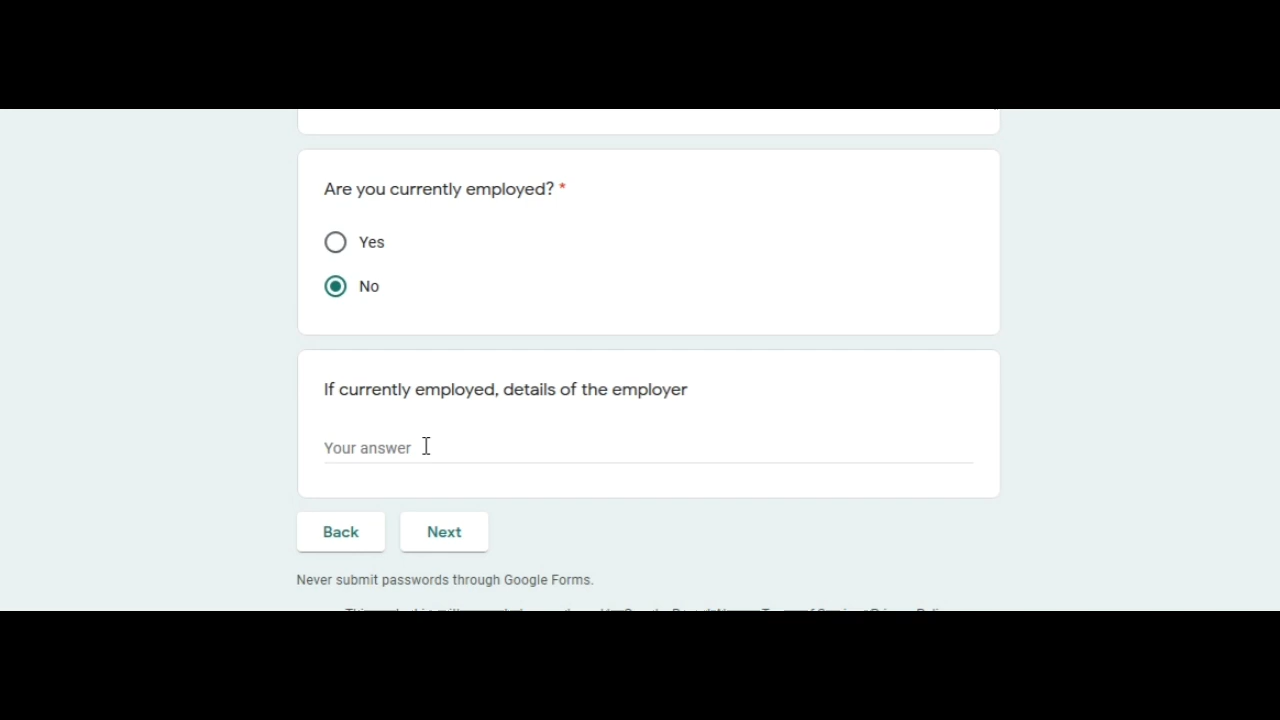 Are you currently employed? *
Yes
No
If currently employed, details of the employer
Your answer
Back
Next
Never submit passwords through Google Forms.